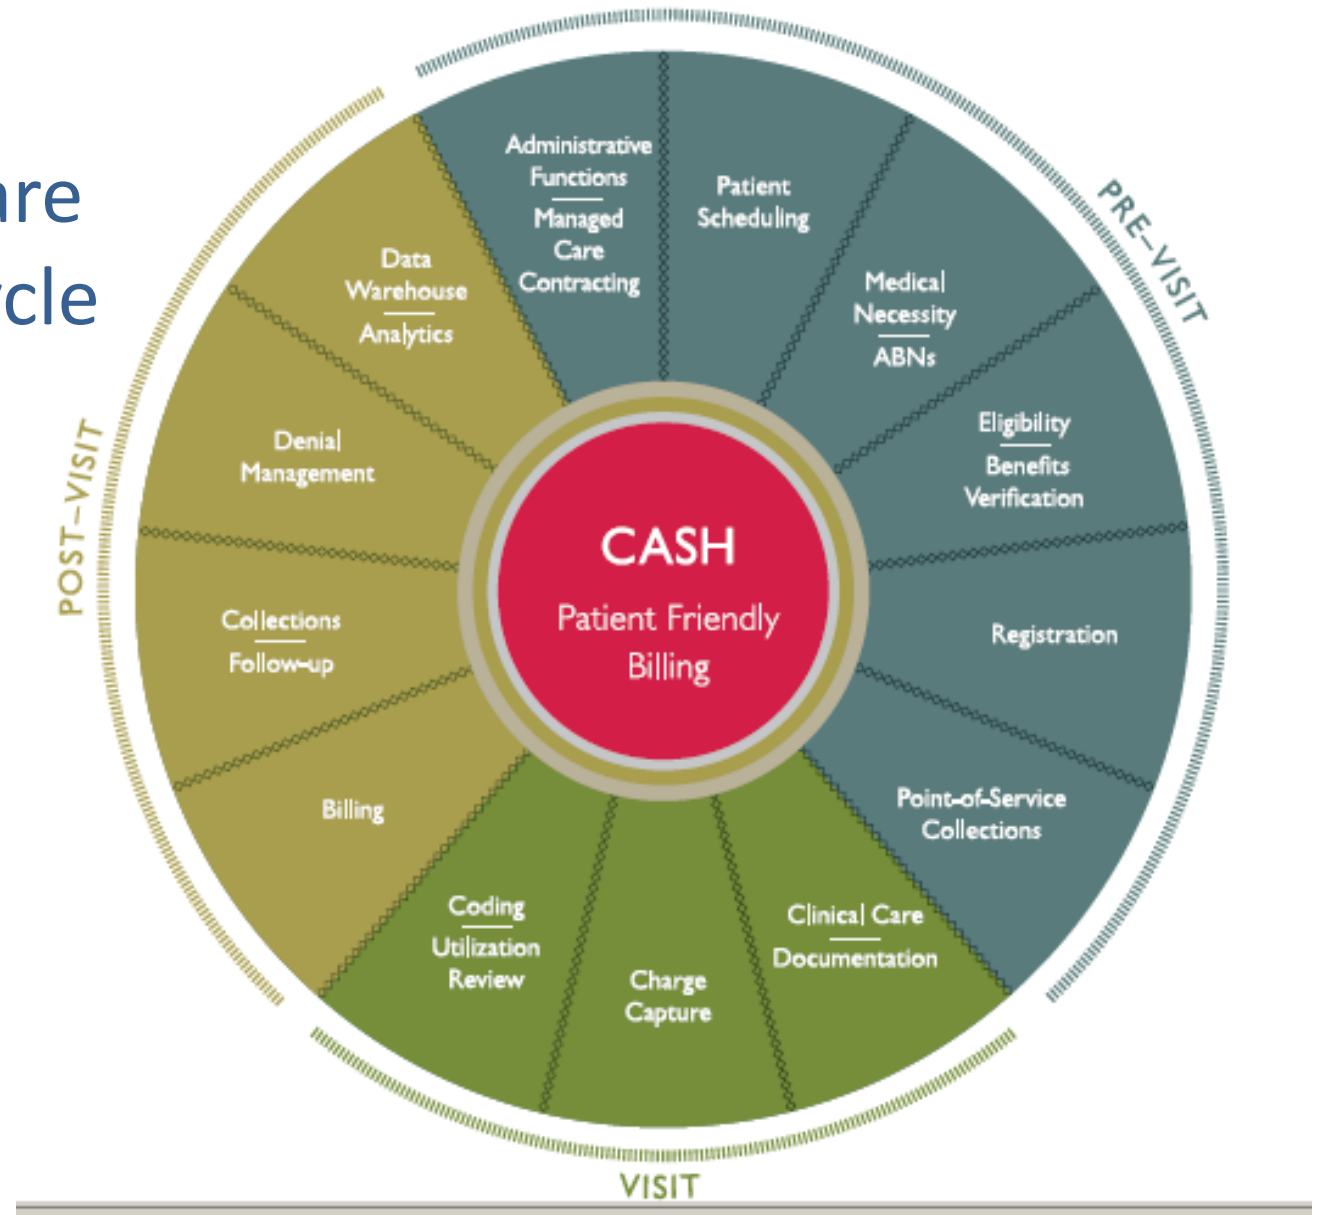 are
cle
PRE–VISIT
Administrative
Functions
Managed
Care
Contracting
Patient
Scheduling
Medical
Necessity
ABNs
Eligibility
Benefits
Verification
Registration
Point-of-Service
Collections
Clinical Care
Documentation
Charge
Capture
Coding
Utilization
Review
VISIT
Billing
Collections
Follow-up
Denial
Management
Data
Warehouse
Analytics
POST–VISIT
CASH
Patient Friendly
Billing